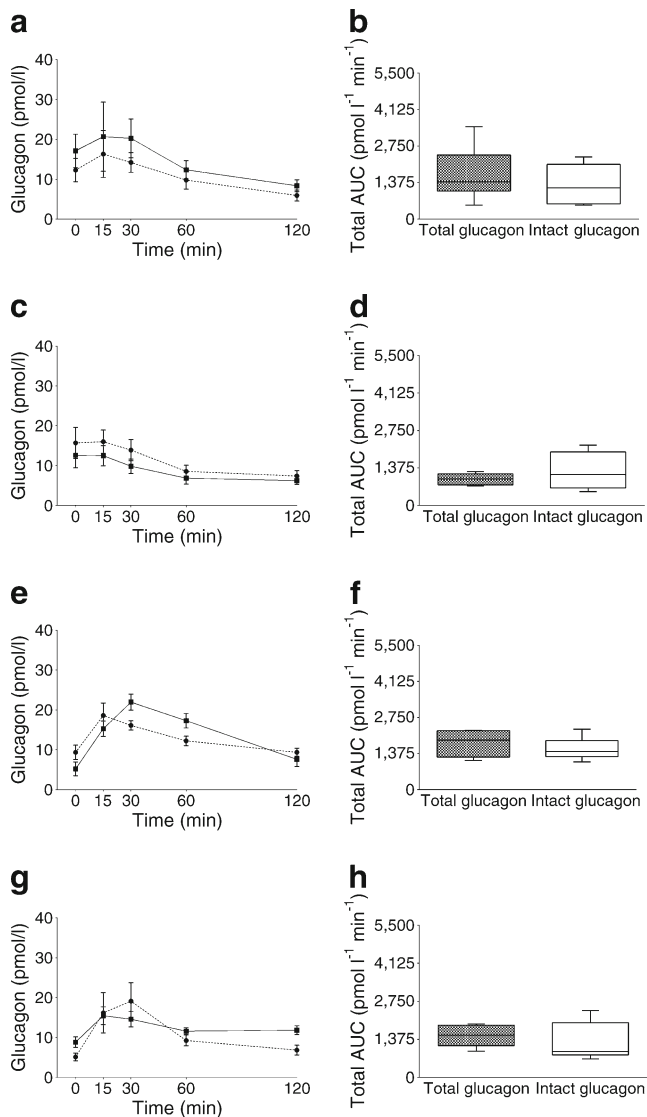 a
Glucagon (pmol/l)
40
30
20
10
0
0 15 30 60 120
Time (min)
b
Total AUC (pmol l⁻¹ min⁻¹)
5,500
4,125
2,750
1,375
0
Total glucagon Intact glucagon
c
Glucagon (pmol/l)
40
30
20
10
0
0 15 30 60 120
Time (min)
d
Total AUC (pmol l⁻¹ min⁻¹)
5,500
4,125
2,750
1,375
0
Total glucagon Intact glucagon
e
Glucagon (pmol/l)
40
30
20
10
0
0 15 30 60 120
Time (min)
f
Total AUC (pmol l⁻¹ min⁻¹)
5,500
4,125
2,750
1,375
0
Total glucagon Intact glucagon
g
Glucagon (pmol/l)
40
30
20
10
0
0 15 30 60 120
Time (min)
h
Total AUC (pmol l⁻¹ min⁻¹)
5,500
4,125
2,750
1,375
0
Total glucagon Intact glucagon